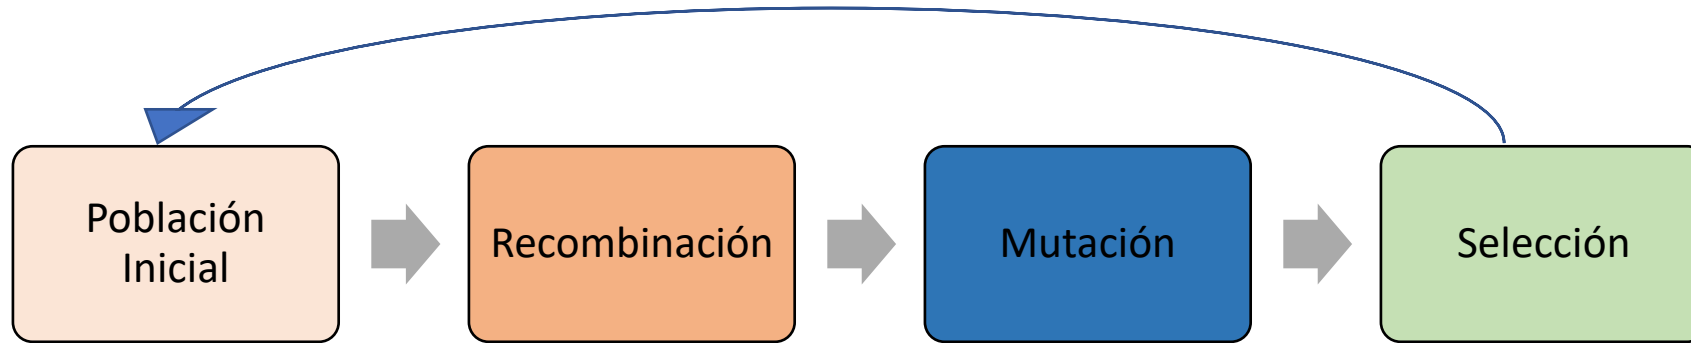 Población
Inicial
Recombinación
Mutación
Selección